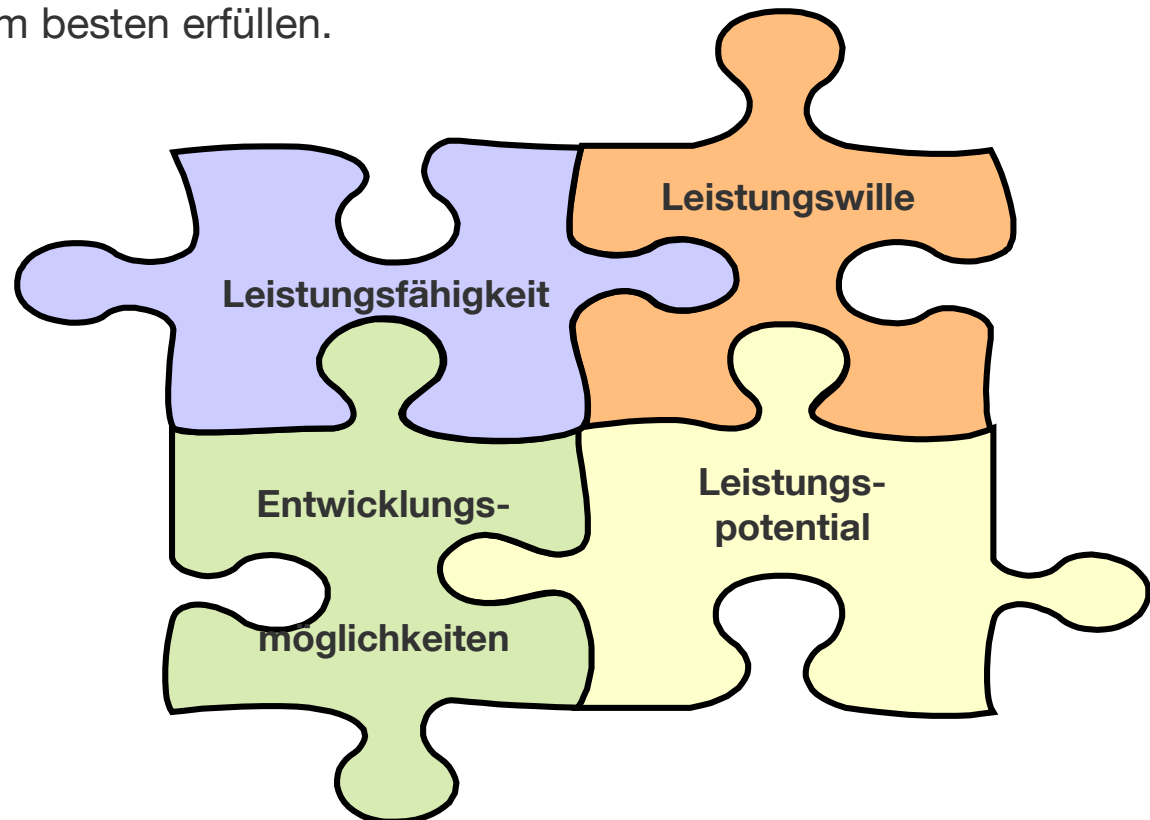 m besten erfüllen.
Leistungswille
Leistungsfähigkeit
Leistungs-
potential
Entwicklungs-
möglichkeiten